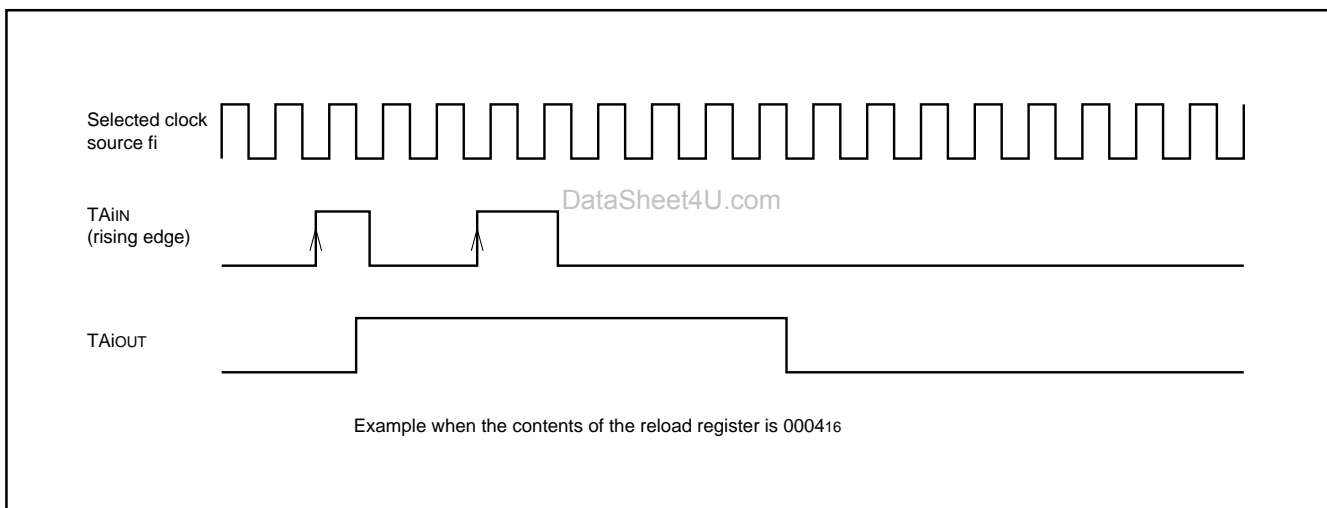 Selected clock
source fi
DataSheet4U.com
TAiIN
(rising edge)
TAiOUT
Example when the contents of the reload register is 000416